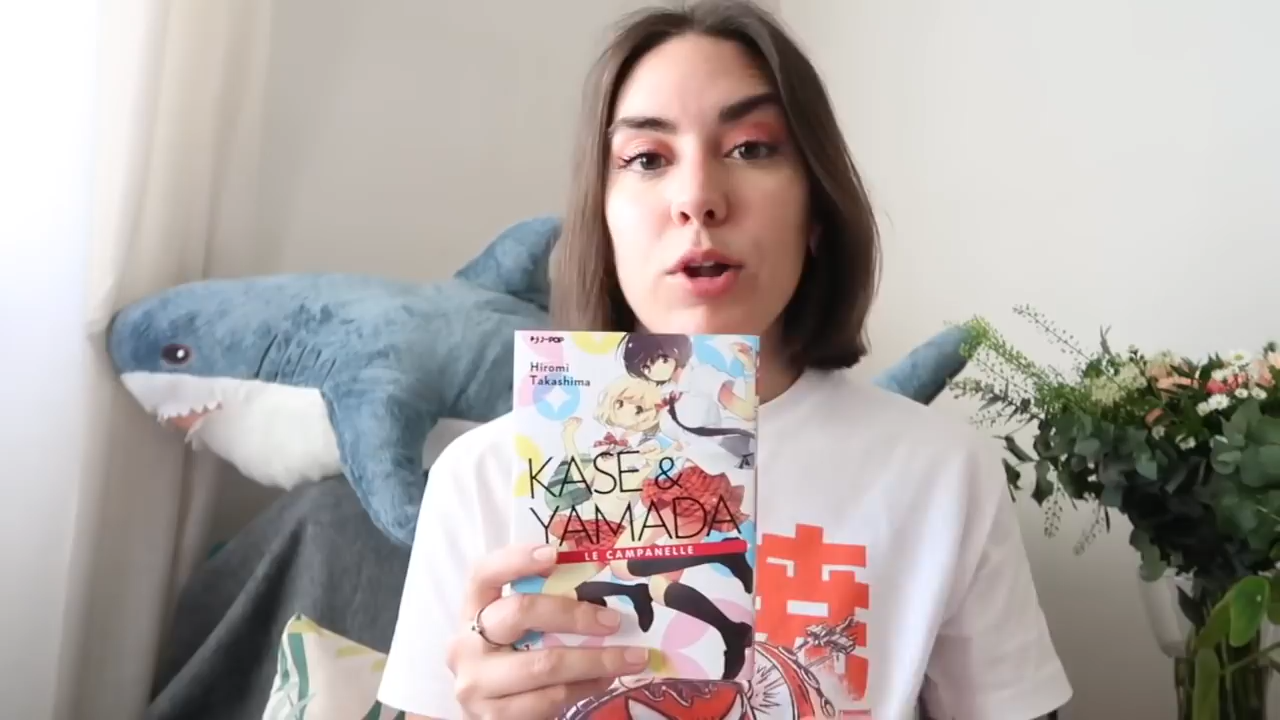 J-POP
Hiromi
Takashima
KASE &
YAMADA
LE CAMPANELLE